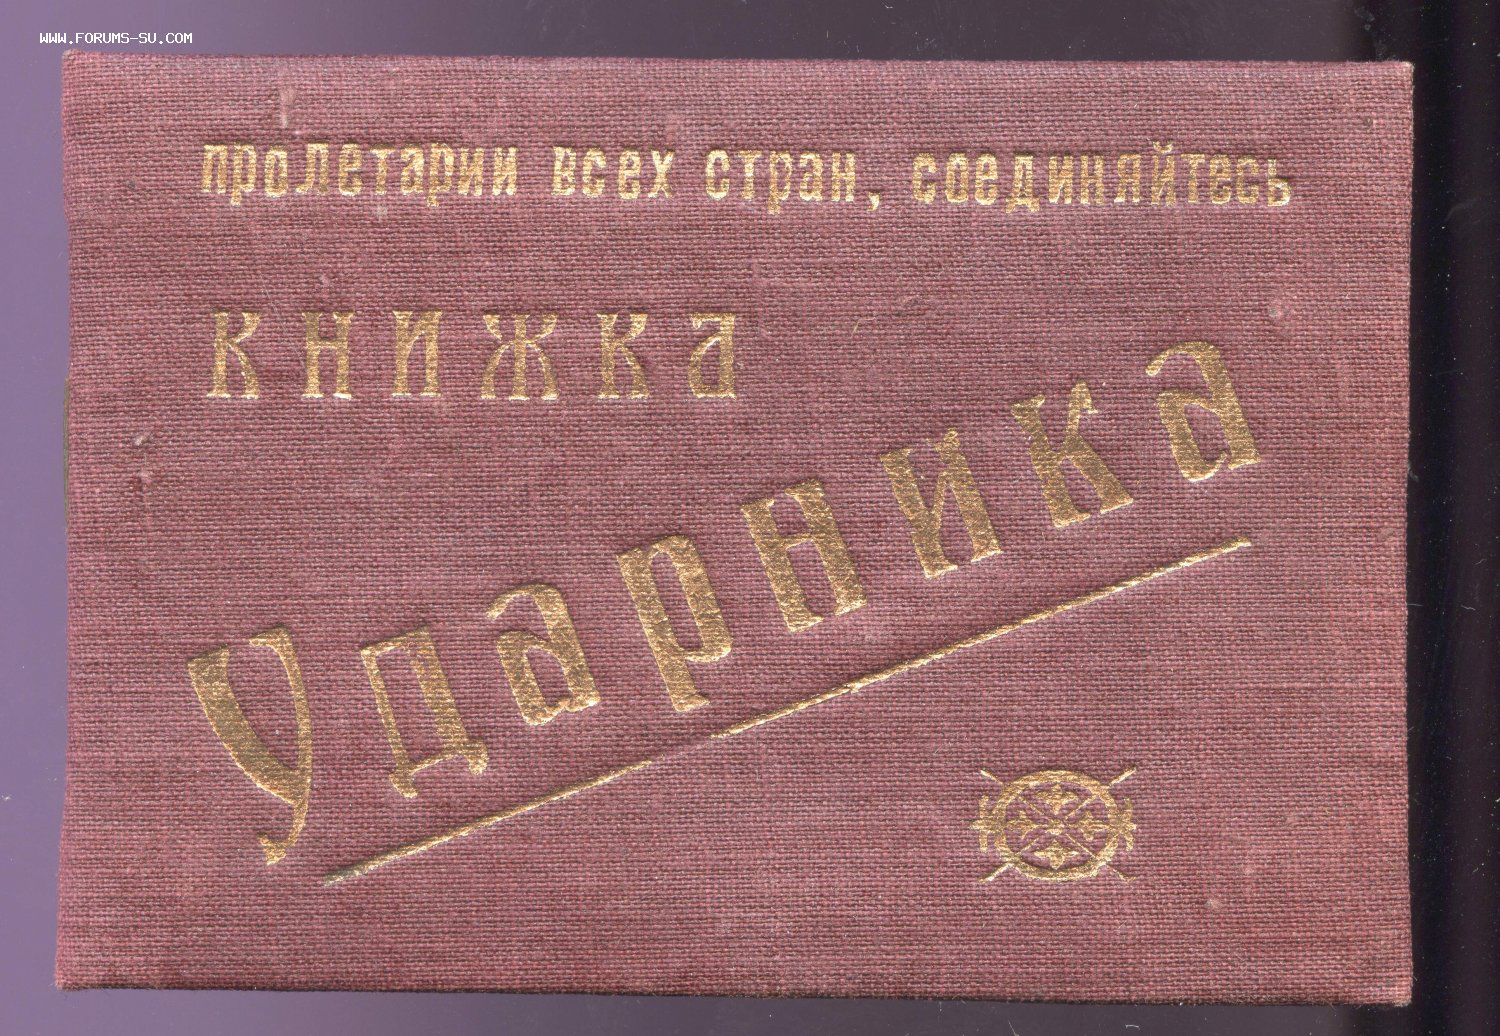 WWW.FORUMS-SU.COM
пролетарии всех стран, соединяйтесь
книжка
Ударника